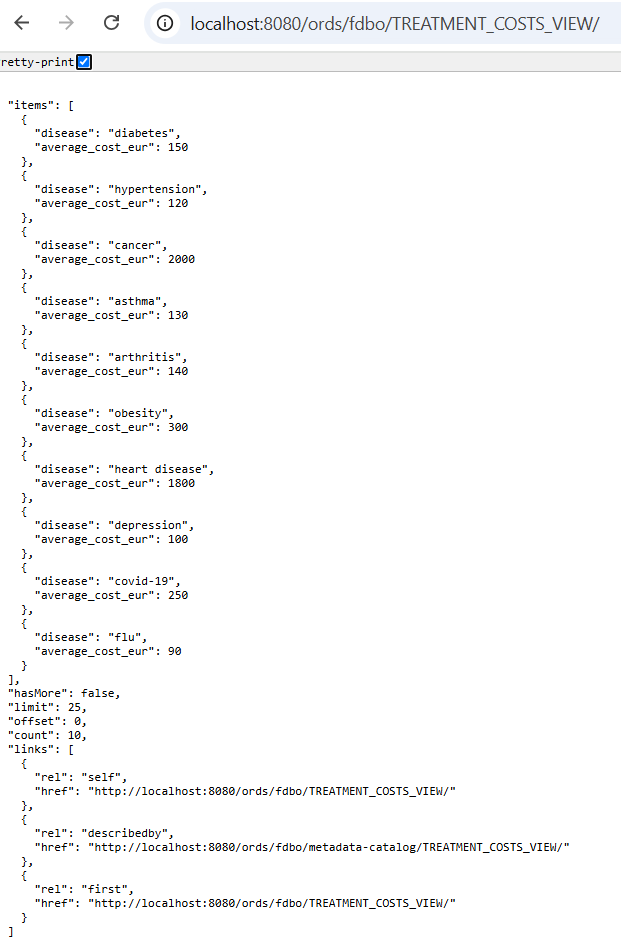 localhost:8080/ords/fdbo/TREATMENT_COSTS_VIEW/
retty-print
"items": [
  {
    "disease": "diabetes",
    "average_cost_eur": 150
  },
  {
    "disease": "hypertension",
    "average_cost_eur": 120
  },
  {
    "disease": "cancer",
    "average_cost_eur": 2000
  },
  {
    "disease": "asthma",
    "average_cost_eur": 130
  },
  {
    "disease": "arthritis",
    "average_cost_eur": 140
  },
  {
    "disease": "obesity",
    "average_cost_eur": 300
  },
  {
    "disease": "heart disease",
    "average_cost_eur": 1800
  },
  {
    "disease": "depression",
    "average_cost_eur": 100
  },
  {
    "disease": "covid-19",
    "average_cost_eur": 250
  },
  {
    "disease": "flu",
    "average_cost_eur": 90
  }
],
"hasMore": false,
"limit": 25,
"offset": 0,
"count": 10,
"links": [
  {
    "rel": "self",
    "href": "http://localhost:8080/ords/fdbo/TREATMENT_COSTS_VIEW/"
  },
  {
    "rel": "describedby",
    "href": "http://localhost:8080/ords/fdbo/metadata-catalog/TREATMENT_COSTS_VIEW/"
  },
  {
    "rel": "first",
    "href": "http://localhost:8080/ords/fdbo/TREATMENT_COSTS_VIEW/"
  }
]